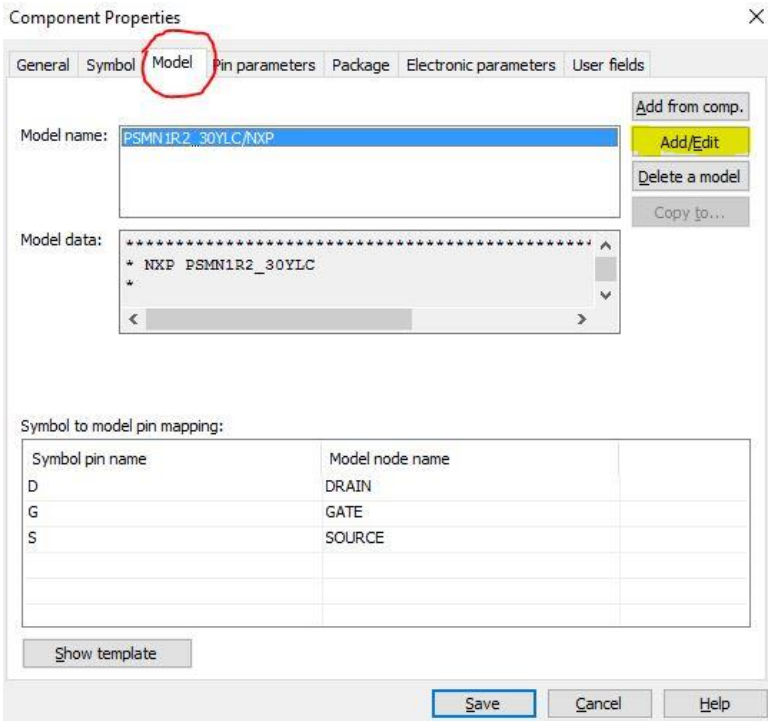 Component Properties
General Symbol Model Pin parameters Package Electronic parameters User fields
Add from comp.
Model name: PSMN1R2_30YLC/NXP
Add/Edit
Delete a model
Copy to...
Model data: ***********************************************
* NXP PSMN1R2_30YLC
*
Symbol to model pin mapping:
Symbol pin name Model node name
D DRAIN
G GATE
S SOURCE
Show template
Save Cancel Help